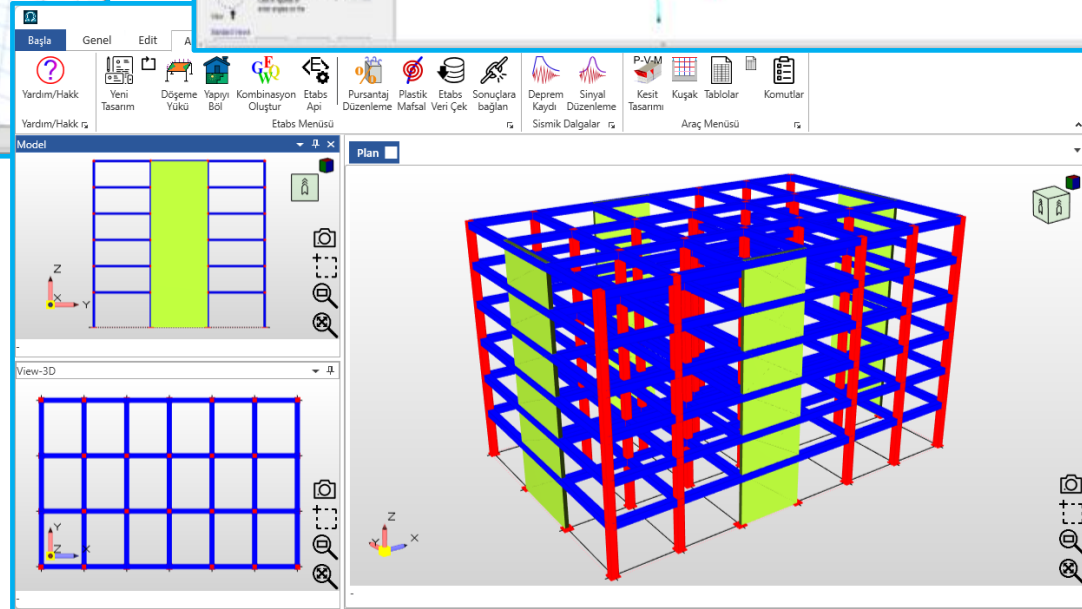 Başla Genel Edit A
Yardım/Hakk
Yeni Tasarım
Döşeme Yükü
Yapıyı Böl
Kombinasyon Oluştur
Etabs Api
Pursantaj Düzenleme
Plastik Mafsal
Etabs Veri Çek
Sonuçlara bağlan
Deprem Kaydı
Sinyal Düzenleme
P-V-M
Kesit Tasarımı
Kuşak
Tablolar
Komutlar
Yardım/Hakk
Etabs Menüsü
Sismik Dalgalar
Araç Menüsü
Model
Plan
Z
X
Y
-
View-3D
Y
Z
X
-
Z
Y
X
-